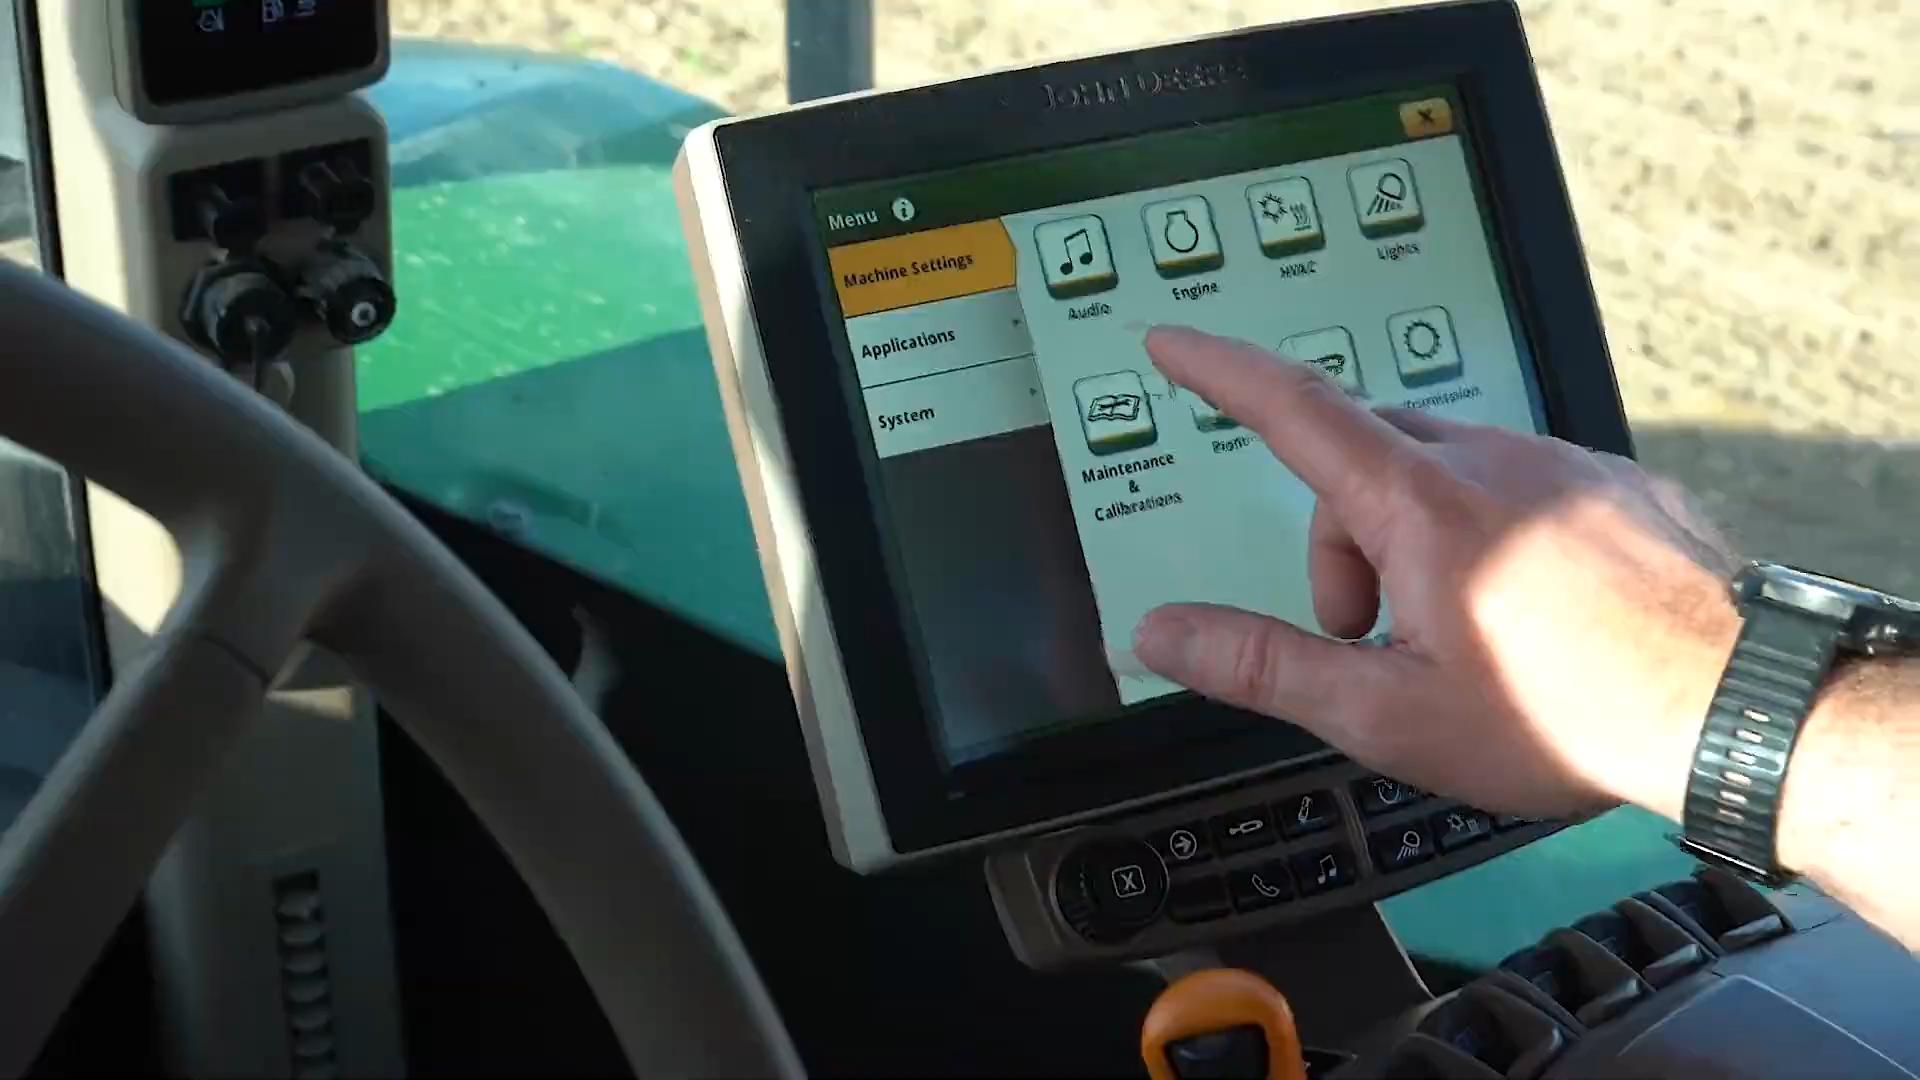 JOHN DEERE
Menu
Machine Settings
Applications
System
Audio
Engine
HVAC
Lights
Maintenance
&
Calibrations
X
X